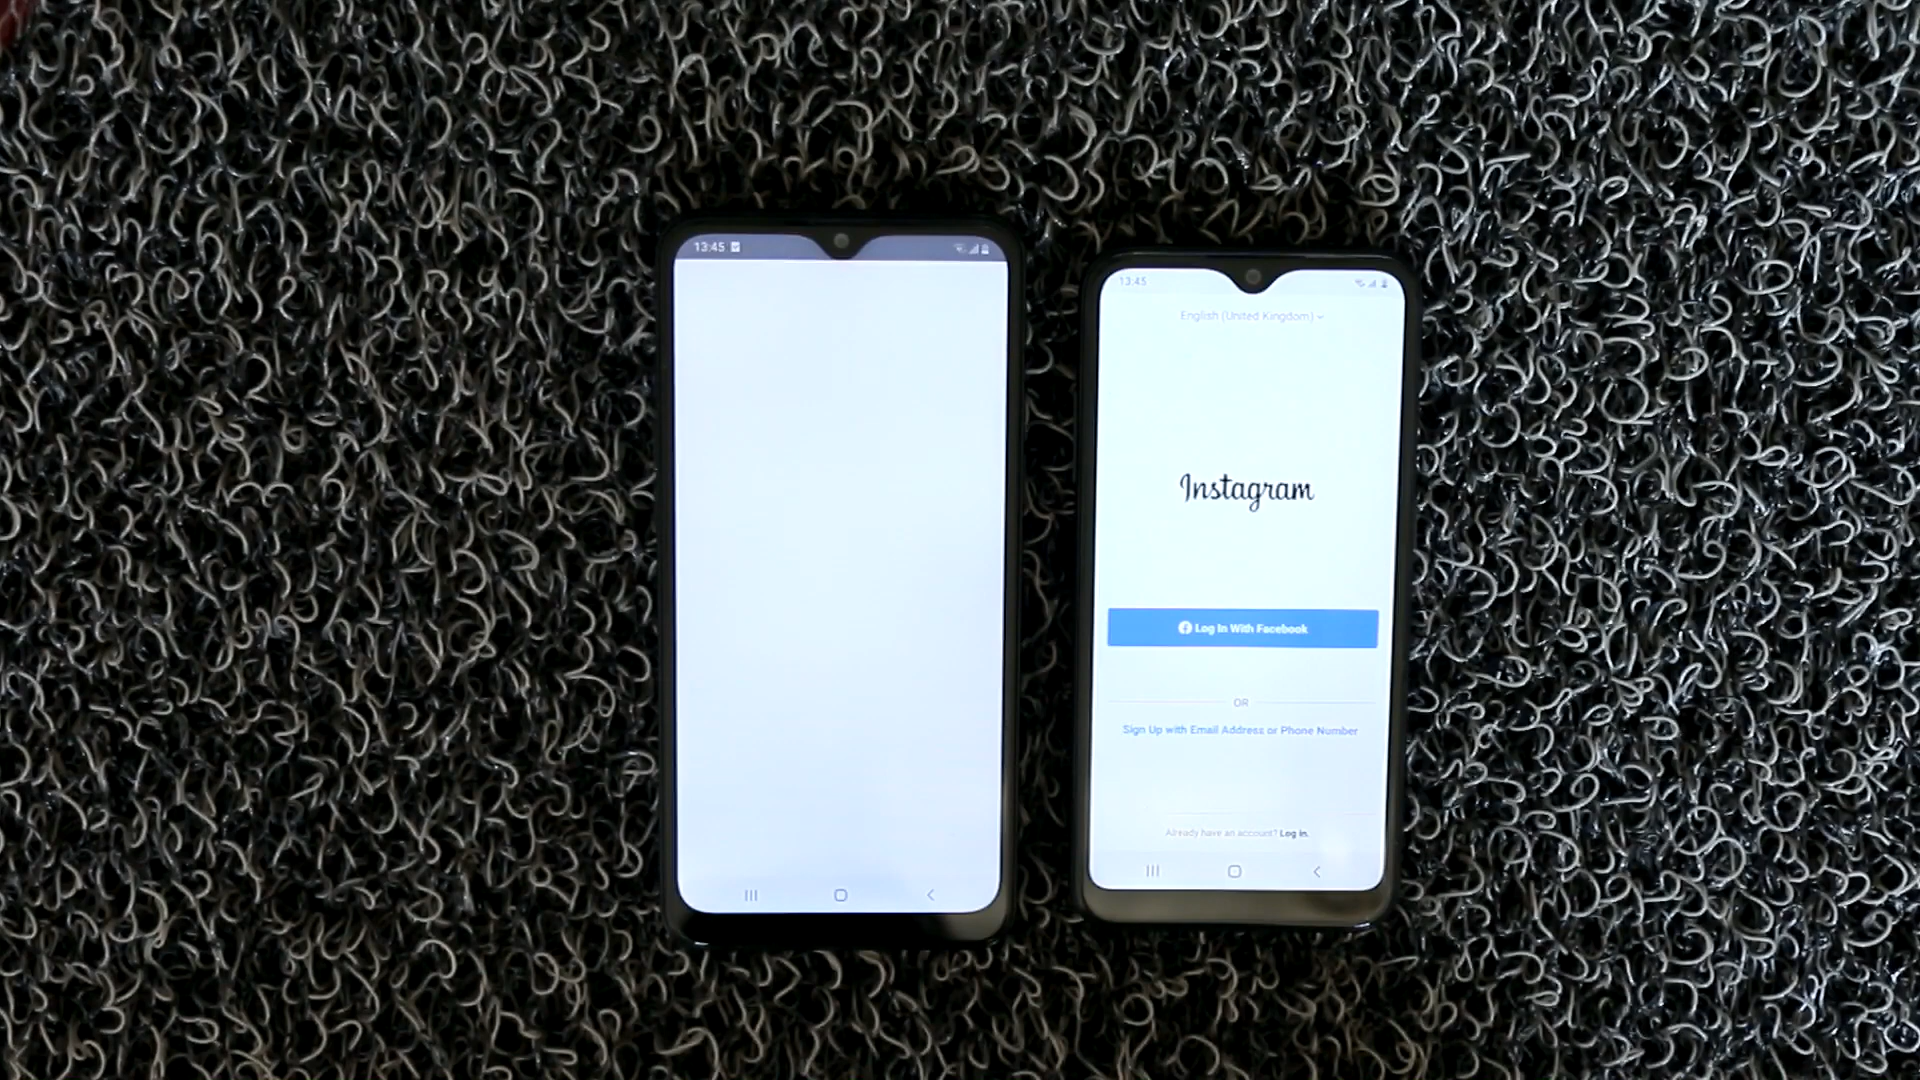 13:45
13:45
English (United Kingdom)
Instagram
Log In With Facebook
OR
Sign Up with Email Address or Phone Number
Already have an account? Log in.